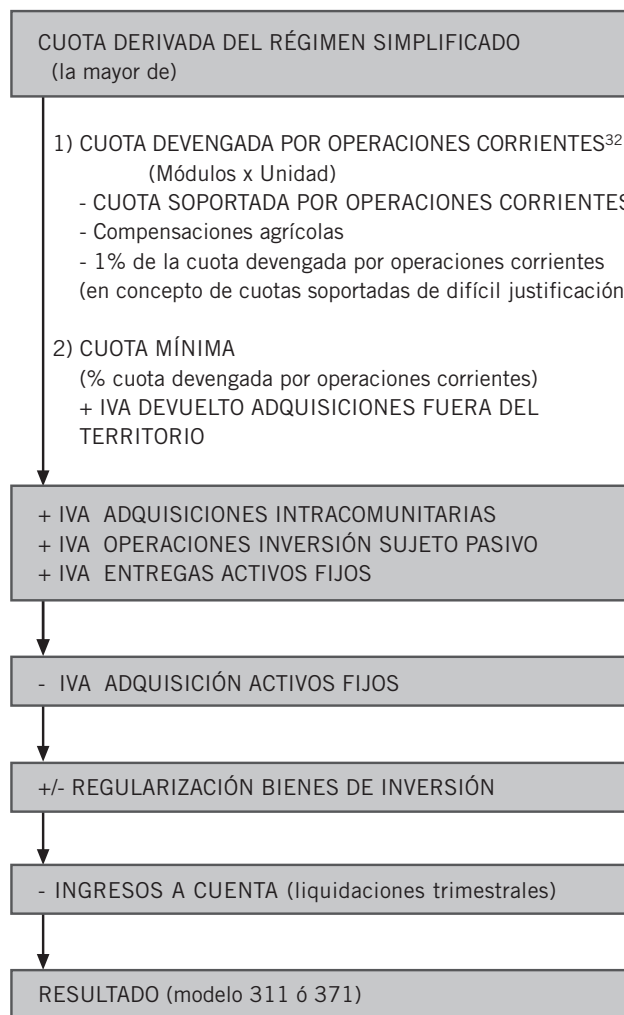 CUOTA DERIVADA DEL RÉGIMEN SIMPLIFICADO
(la mayor de)
1) CUOTA DEVENGADA POR OPERACIONES CORRIENTES32
(Módulos x Unidad)
- CUOTA SOPORTADA POR OPERACIONES CORRIENTES
- Compensaciones agrícolas
- 1% de la cuota devengada por operaciones corrientes
(en concepto de cuotas soportadas de difícil justificación
2) CUOTA MÍNIMA
(% cuota devengada por operaciones corrientes)
+ IVA DEVUELTO ADQUISICIONES FUERA DEL
TERRITORIO
+ IVA ADQUISICIONES INTRACOMUNITARIAS
+ IVA OPERACIONES INVERSIÓN SUJETO PASIVO
+ IVA ENTREGAS ACTIVOS FIJOS
- IVA ADQUISICIÓN ACTIVOS FIJOS
+/- REGULARIZACIÓN BIENES DE INVERSIÓN
- INGRESOS A CUENTA (liquidaciones trimestrales)
RESULTADO (modelo 311 ó 371)